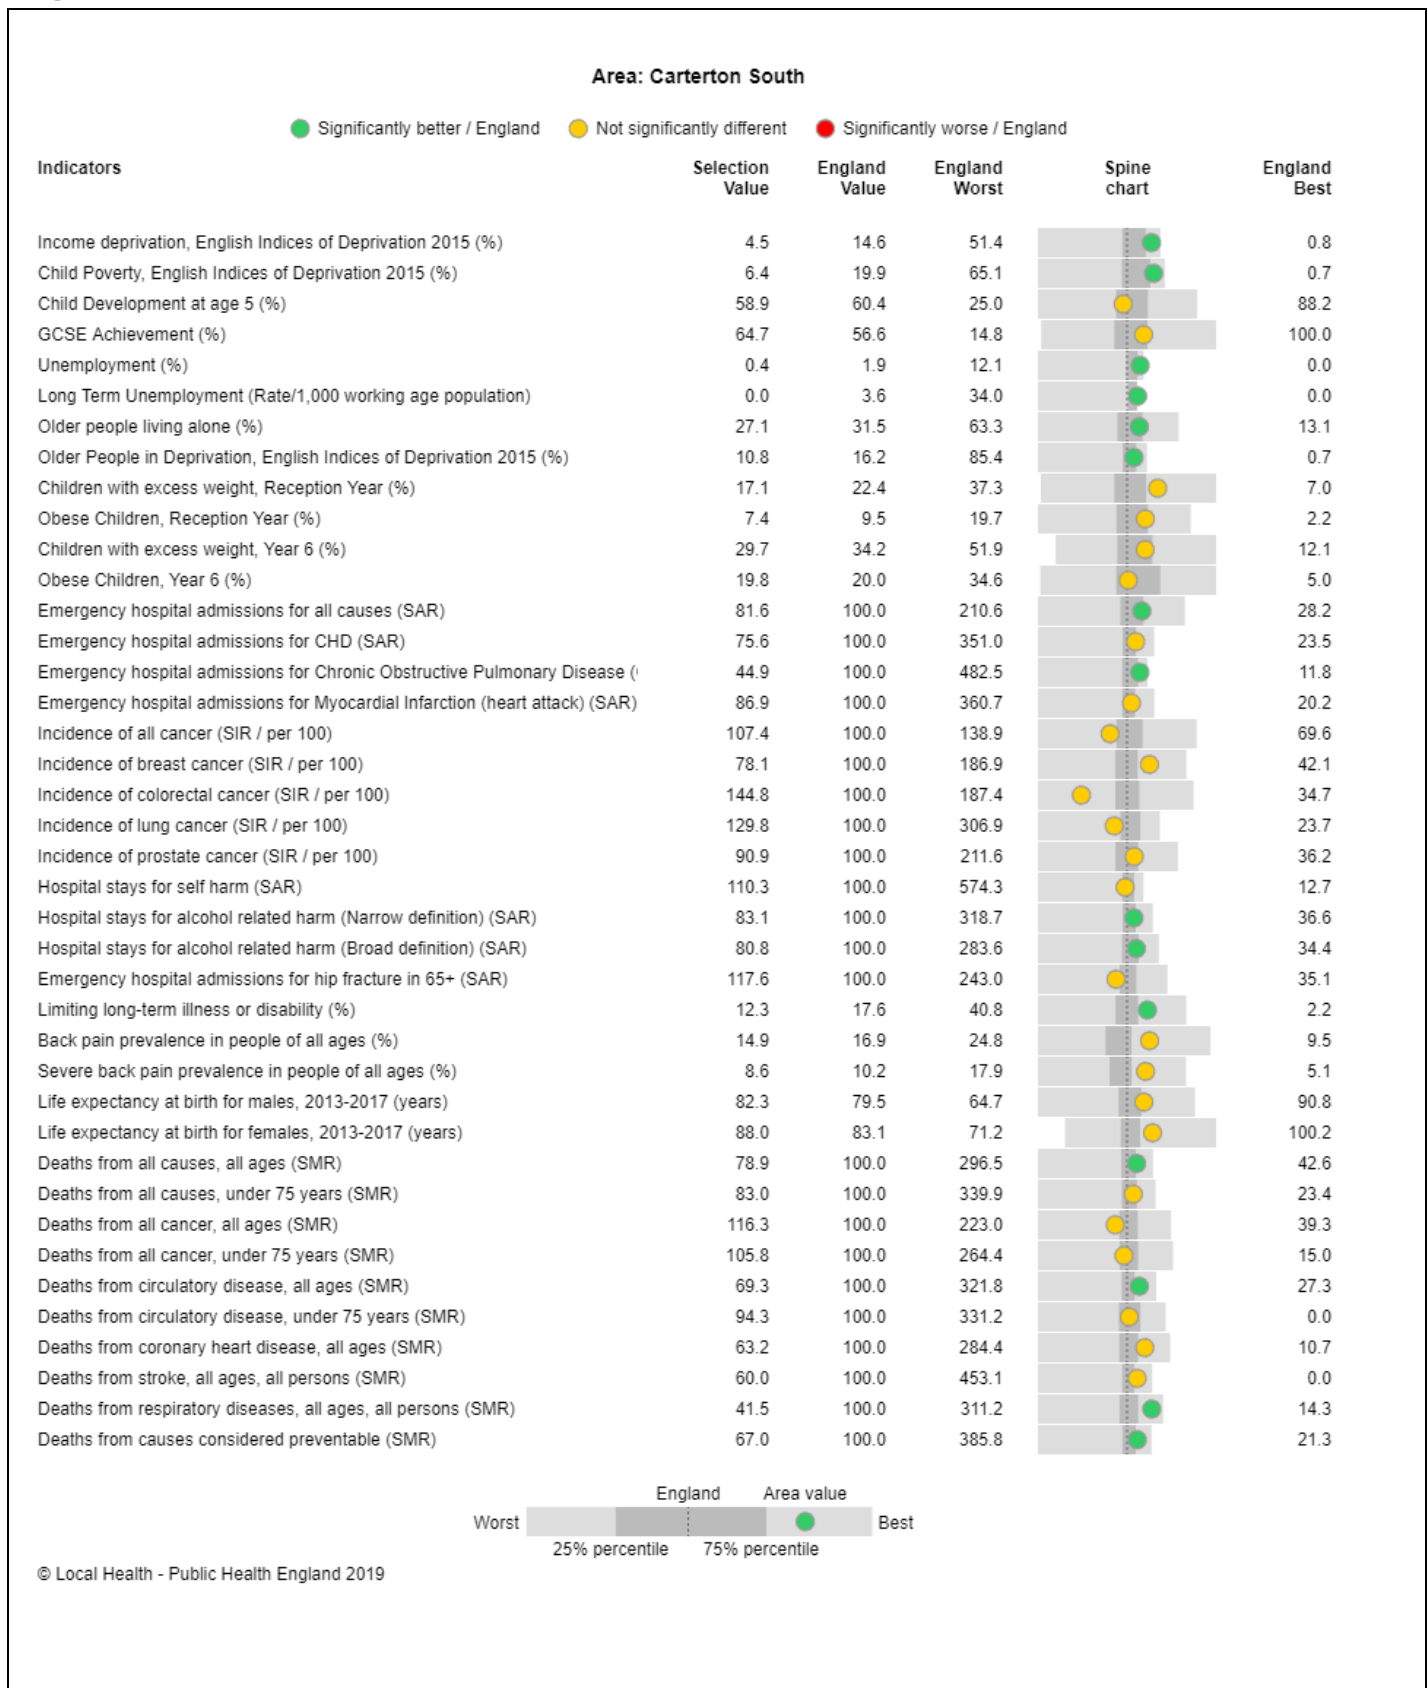 Area: Carterton South
Significantly better / England Not significantly different Significantly worse / England
Indicators Selection Value England Value England Worst Spine chart England Best
Income deprivation, English Indices of Deprivation 2015 (%) 4.5 14.6 51.4 0.8
Child Poverty, English Indices of Deprivation 2015 (%) 6.4 19.9 65.1 0.7
Child Development at age 5 (%) 58.9 60.4 25.0 88.2
GCSE Achievement (%) 64.7 56.6 14.8 100.0
Unemployment (%) 0.4 1.9 12.1 0.0
Long Term Unemployment (Rate/1,000 working age population) 0.0 3.6 34.0 0.0
Older people living alone (%) 27.1 31.5 63.3 13.1
Older People in Deprivation, English Indices of Deprivation 2015 (%) 10.8 16.2 85.4 0.7
Children with excess weight, Reception Year (%) 17.1 22.4 37.3 7.0
Obese Children, Reception Year (%) 7.4 9.5 19.7 2.2
Children with excess weight, Year 6 (%) 29.7 34.2 51.9 12.1
Obese Children, Year 6 (%) 19.8 20.0 34.6 5.0
Emergency hospital admissions for all causes (SAR) 81.6 100.0 210.6 28.2
Emergency hospital admissions for CHD (SAR) 75.6 100.0 351.0 23.5
Emergency hospital admissions for Chronic Obstructive Pulmonary Disease ( 44.9 100.0 482.5 11.8
Emergency hospital admissions for Myocardial Infarction (heart attack) (SAR) 86.9 100.0 360.7 20.2
Incidence of all cancer (SIR / per 100) 107.4 100.0 138.9 69.6
Incidence of breast cancer (SIR / per 100) 78.1 100.0 186.9 42.1
Incidence of colorectal cancer (SIR / per 100) 144.8 100.0 187.4 34.7
Incidence of lung cancer (SIR / per 100) 129.8 100.0 306.9 23.7
Incidence of prostate cancer (SIR / per 100) 90.9 100.0 211.6 36.2
Hospital stays for self harm (SAR) 110.3 100.0 574.3 12.7
Hospital stays for alcohol related harm (Narrow definition) (SAR) 83.1 100.0 318.7 36.6
Hospital stays for alcohol related harm (Broad definition) (SAR) 80.8 100.0 283.6 34.4
Emergency hospital admissions for hip fracture in 65+ (SAR) 117.6 100.0 243.0 35.1
Limiting long-term illness or disability (%) 12.3 17.6 40.8 2.2
Back pain prevalence in people of all ages (%) 14.9 16.9 24.8 9.5
Severe back pain prevalence in people of all ages (%) 8.6 10.2 17.9 5.1
Life expectancy at birth for males, 2013-2017 (years) 82.3 79.5 64.7 90.8
Life expectancy at birth for females, 2013-2017 (years) 88.0 83.1 71.2 100.2
Deaths from all causes, all ages (SMR) 78.9 100.0 296.5 42.6
Deaths from all causes, under 75 years (SMR) 83.0 100.0 339.9 23.4
Deaths from all cancer, all ages (SMR) 116.3 100.0 223.0 39.3
Deaths from all cancer, under 75 years (SMR) 105.8 100.0 264.4 15.0
Deaths from circulatory disease, all ages (SMR) 69.3 100.0 321.8 27.3
Deaths from circulatory disease, under 75 years (SMR) 94.3 100.0 331.2 0.0
Deaths from coronary heart disease, all ages (SMR) 63.2 100.0 284.4 10.7
Deaths from stroke, all ages, all persons (SMR) 60.0 100.0 453.1 0.0
Deaths from respiratory diseases, all ages, all persons (SMR) 41.5 100.0 311.2 14.3
Deaths from causes considered preventable (SMR) 67.0 100.0 385.8 21.3
England Area value
Worst Best
25% percentile 75% percentile
© Local Health - Public Health England 2019